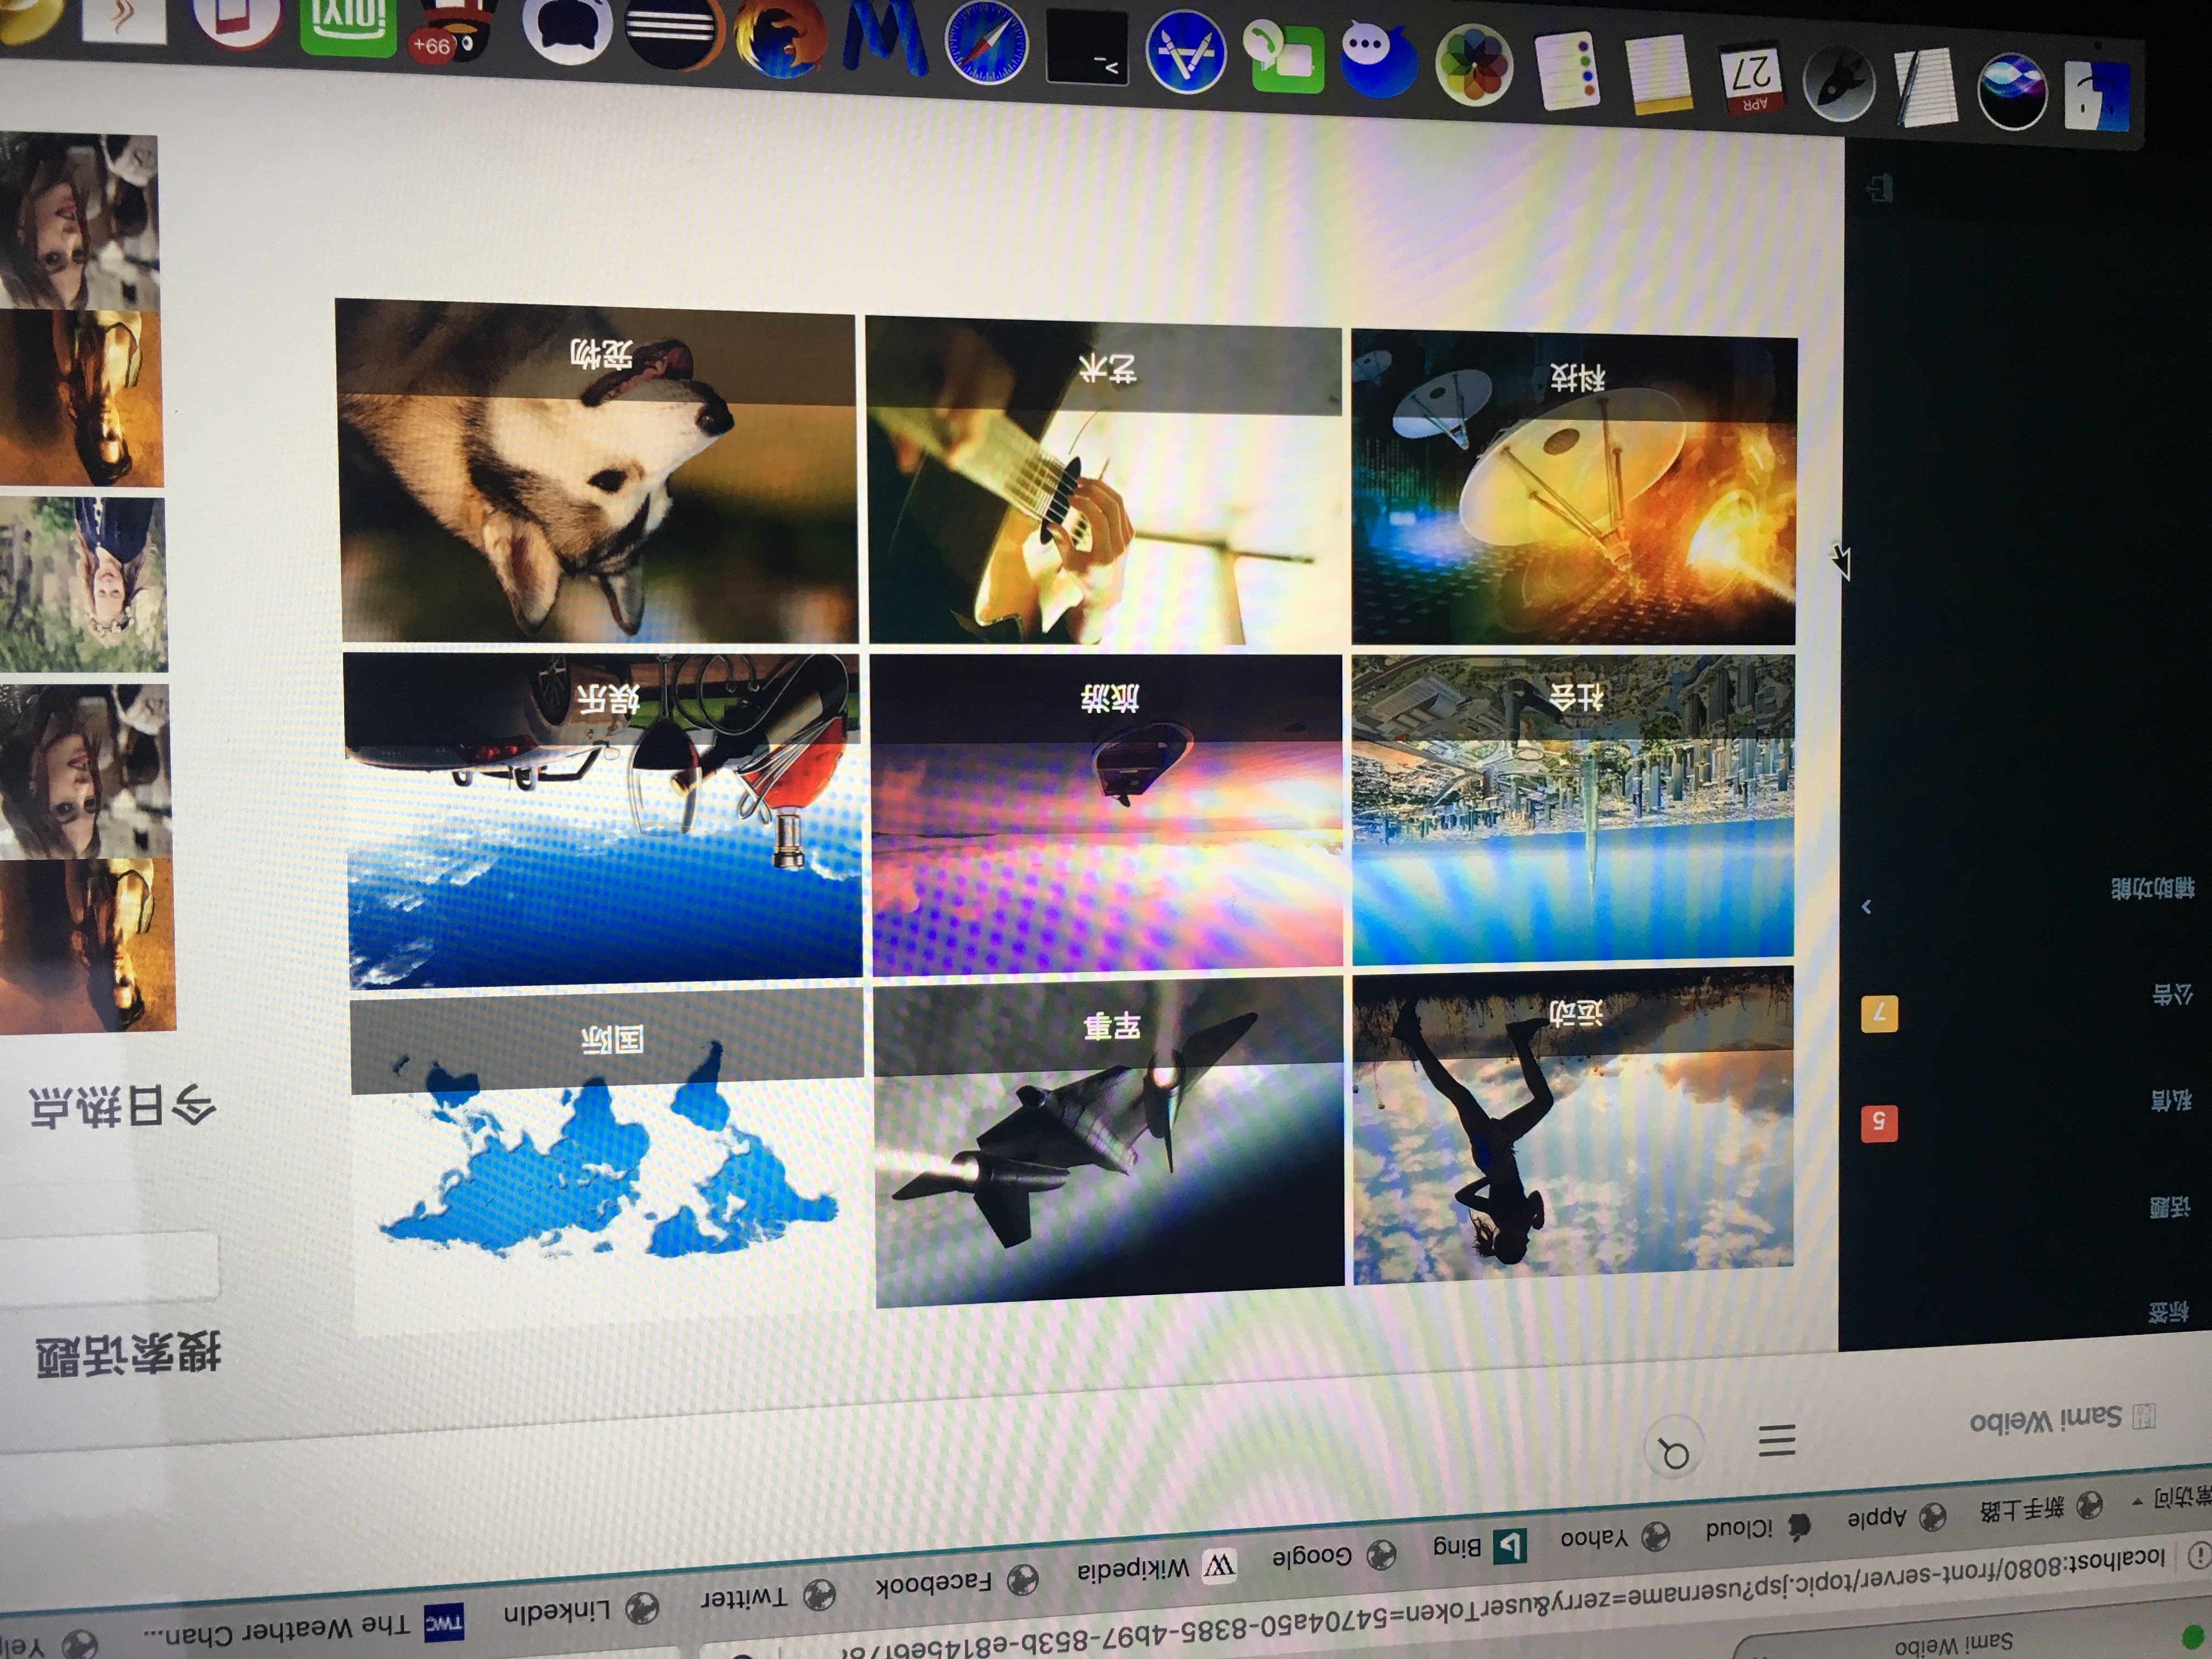 Sami Weibo
localhost:8080/front-server/topic.jsp?username=zerry&userToken=54704a50-8385-4b97-853b-e8145e6f78
常访问 新手上路 Apple iCloud Yahoo Bing Google Wikipedia Facebook Twitter LinkedIn TWC The Weather Chan... Yel
Sami Weibo
标签
话题
私信 5
公告 7
辅助功能
运动 军事 国际
社会 旅游 娱乐
科技 艺术 宠物
搜索话题
今日热点
APR
27
>_
99+
iQIYI